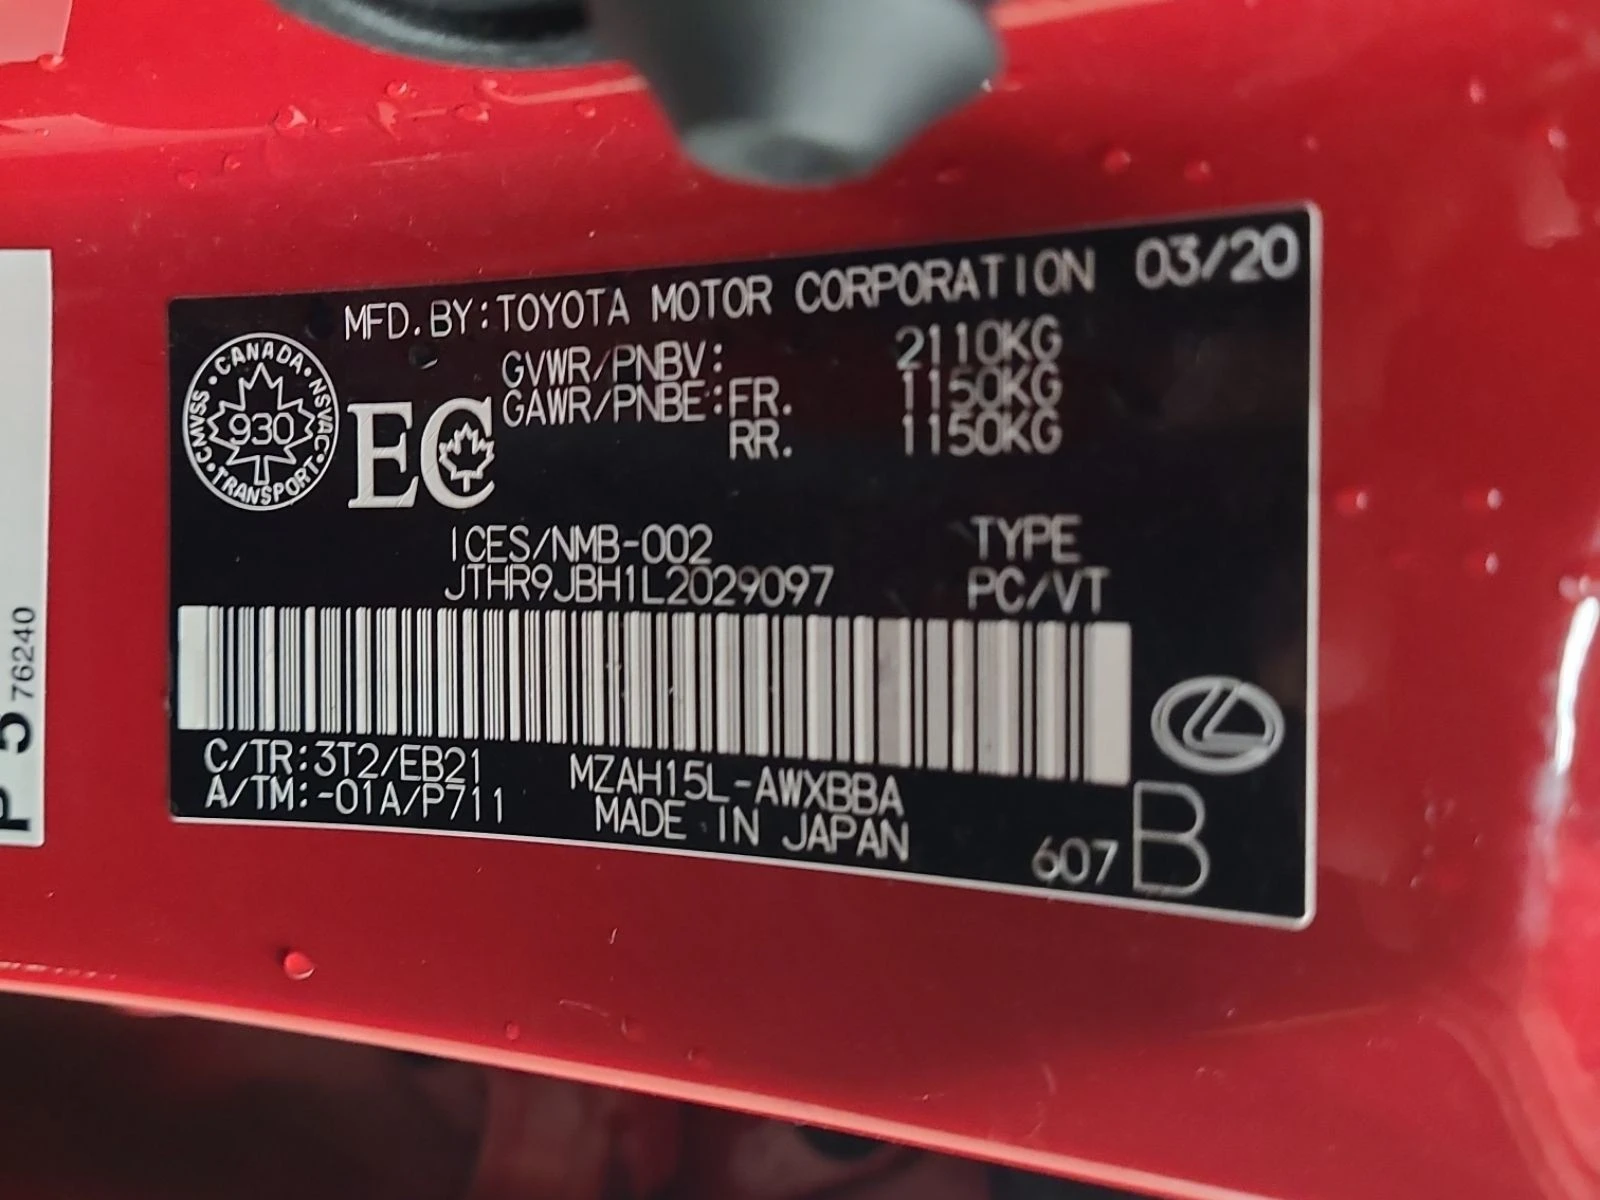 MFD. BY: TOYOTA MOTOR CORPORATION 03/20
GVWR/PNBV: 2110KG
GAWR/PNBE: FR. 1150KG
RR. 1150KG
CANADA · NSVAC · TRANSPORT · CMVSS ·
930
EC
ICES/NMB-002 TYPE
JTHR9JBH1L2029097 PC/VT
C/TR: 3T2/EB21 MZAH15L-AWXBBA
A/TM: -01A/P711 MADE IN JAPAN
607 B
P 5 76240